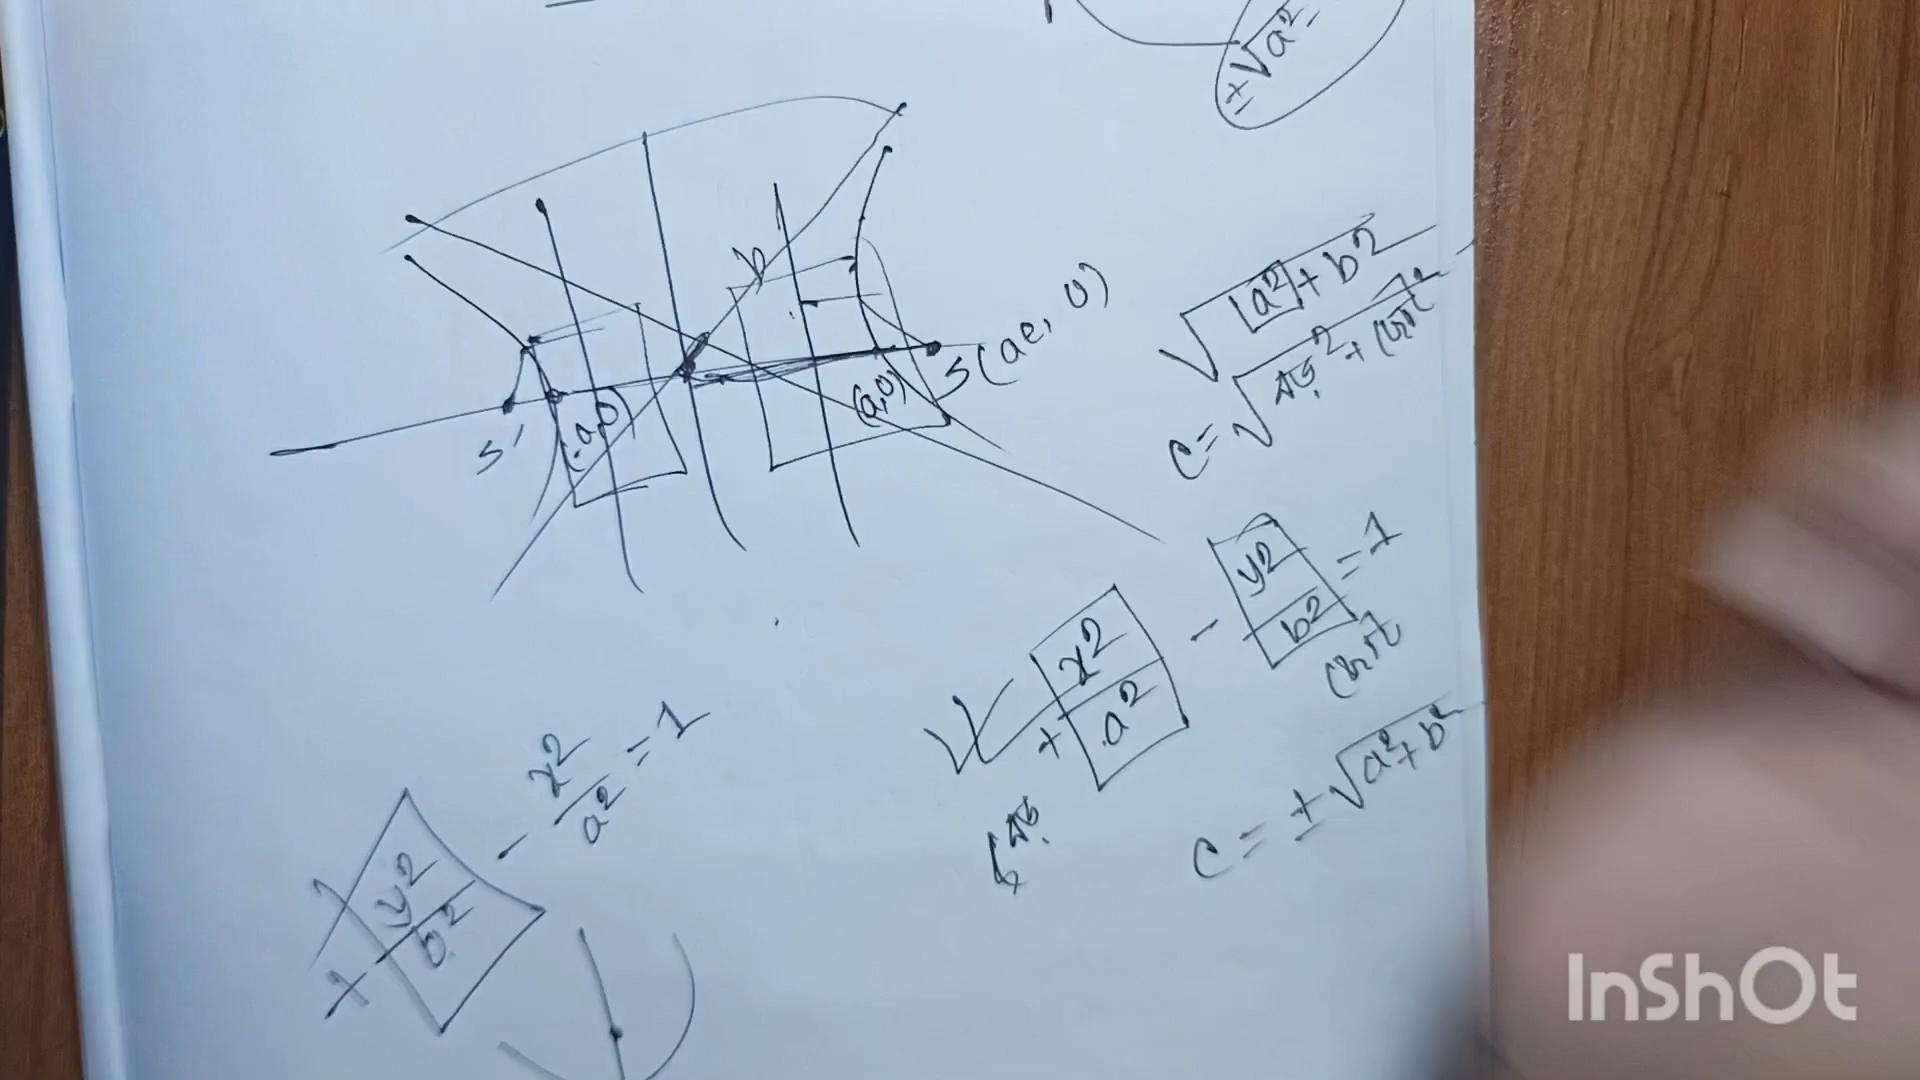 ±√a²-
P
(-a,0)
(a,0)
S'
S(ae, 0)
√a²+b²
c=√
x²/a² - y²/b² =1
c=±√a²+b²
y²/b² - x²/a² =1
InShOt